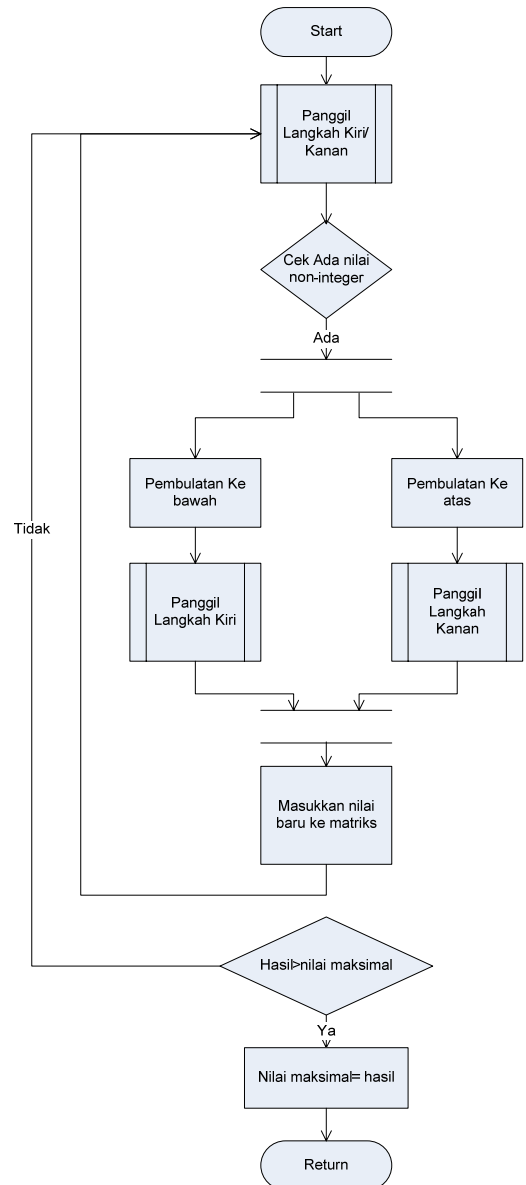 Start
Panggil
Langkah Kiri/
Kanan
Cek Ada nilai
non-integer
Ada
Pembulatan Ke
bawah
Pembulatan Ke
atas
Tidak
Panggil
Langkah Kiri
Panggil
Langkah
Kanan
Masukkan nilai
baru ke matriks
Hasil>nilai maksimal
Ya
Nilai maksimal= hasil
Return